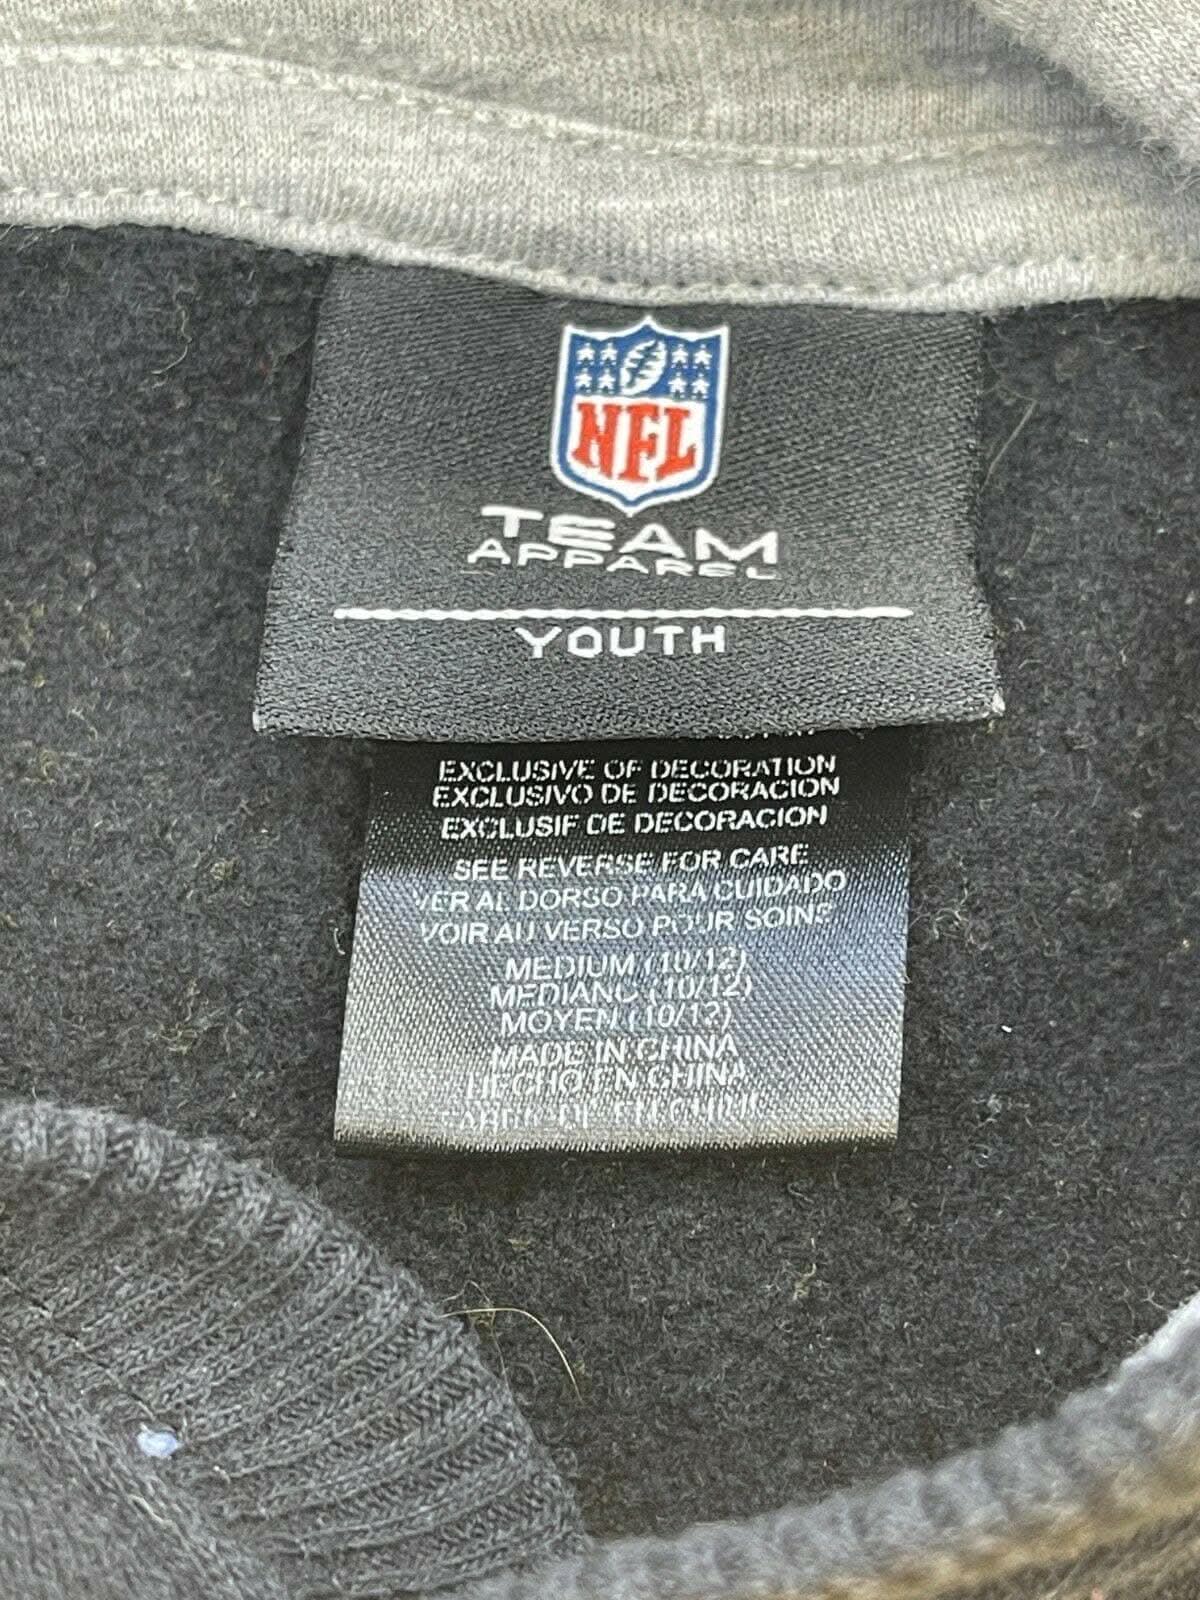 NFL
TEAM
APPAREL
YOUTH
EXCLUSIVE OF DECORATION
EXCLUSIVO DE DECORACION
EXCLUSIF DE DECORACION
SEE REVERSE FOR CARE
VER AL DORSO PARA CUIDADO
VOIR AU VERSO POUR SOINS
MEDIUM (10/12)
MEDIANO (10/12)
MOYEN (10/12)
MADE IN CHINA
HECHO EN CHINA
EN CHINE